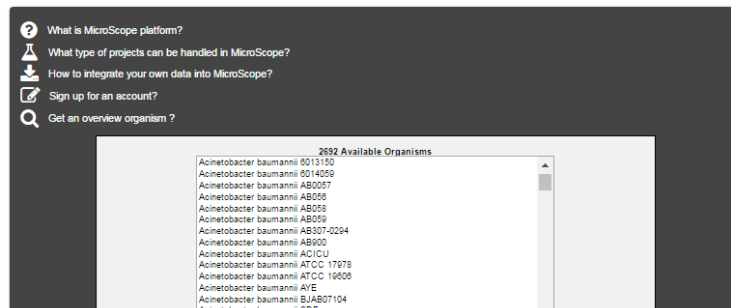 What is MicroScope platform?
What type of projects can be handled in MicroScope?
How to integrate your own data into MicroScope?
Sign up for an account?
Get an overview organism ?
2692 Available Organisms
Acinetobacter baumannii 6013150
Acinetobacter baumannii 6014059
Acinetobacter baumannii AB0057
Acinetobacter baumannii AB056
Acinetobacter baumannii AB058
Acinetobacter baumannii AB059
Acinetobacter baumannii AB307-0294
Acinetobacter baumannii AB900
Acinetobacter baumannii ACICU
Acinetobacter baumannii ATCC 17978
Acinetobacter baumannii ATCC 19606
Acinetobacter baumannii AYE
Acinetobacter baumannii BJAB07104